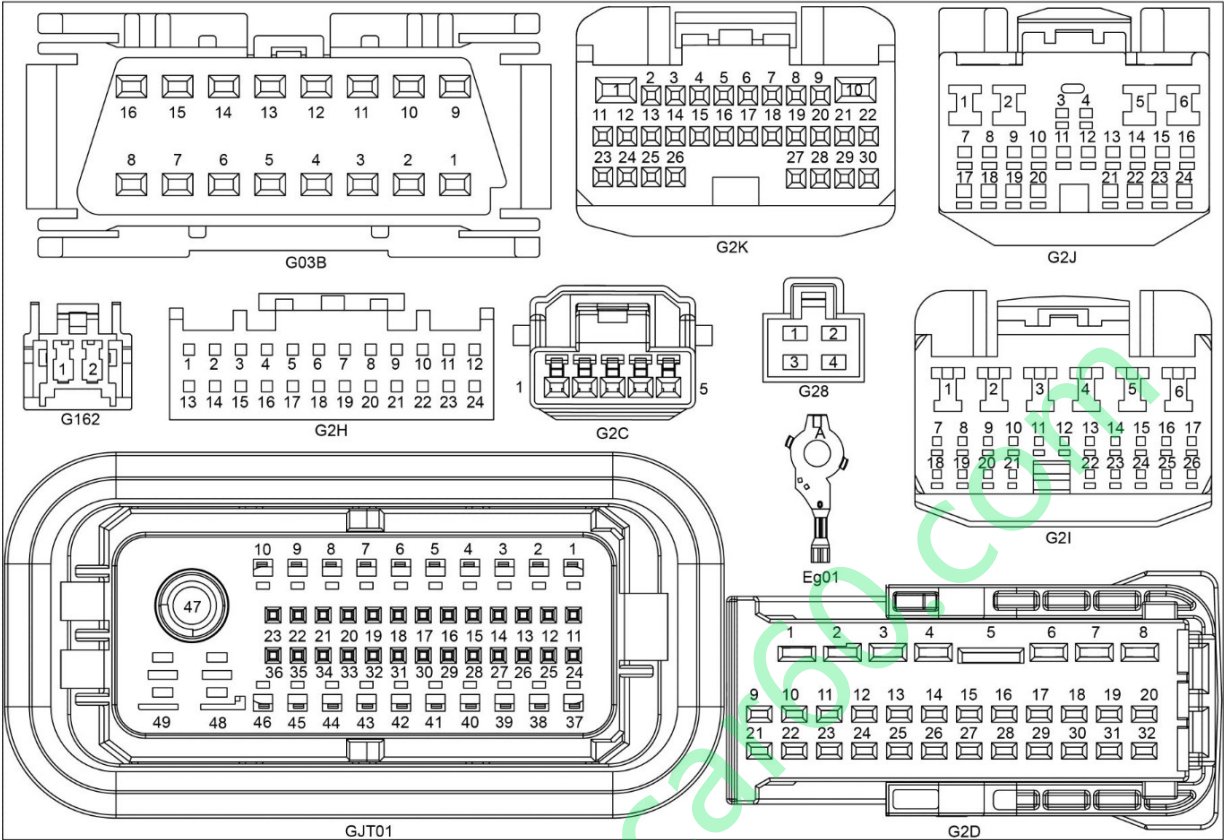 16 15 14 13 12 11 10 9
8 7 6 5 4 3 2 1
G03B
1 2 3 4 5 6 7 8 9 10
11 12 13 14 15 16 17 18 19 20 21 22
23 24 25 26 27 28 29 30
G2K
1 2 3 4 5 6
7 8 9 10 11 12 13 14 15 16
17 18 19 20 21 22 23 24
G2J
1 2
G162
1 2 3 4 5 6 7 8 9 10 11 12
13 14 15 16 17 18 19 20 21 22 23 24
G2H
1 5
G2C
1 2
3 4
G28
A
Eg01
1 2 3 4 5 6
7 8 9 10 11 12 13 14 15 16 17
18 19 20 21 22 23 24 25 26
G2I
10 9 8 7 6 5 4 3 2 1
47
23 22 21 20 19 18 17 16 15 14 13 12 11
36 35 34 33 32 31 30 29 28 27 26 25 24
49 48 46 45 44 43 42 41 40 39 38 37
GJT01
1 2 3 4 5 6 7 8
9 10 11 12 13 14 15 16 17 18 19 20
21 22 23 24 25 26 27 28 29 30 31 32
G2D
car60.com